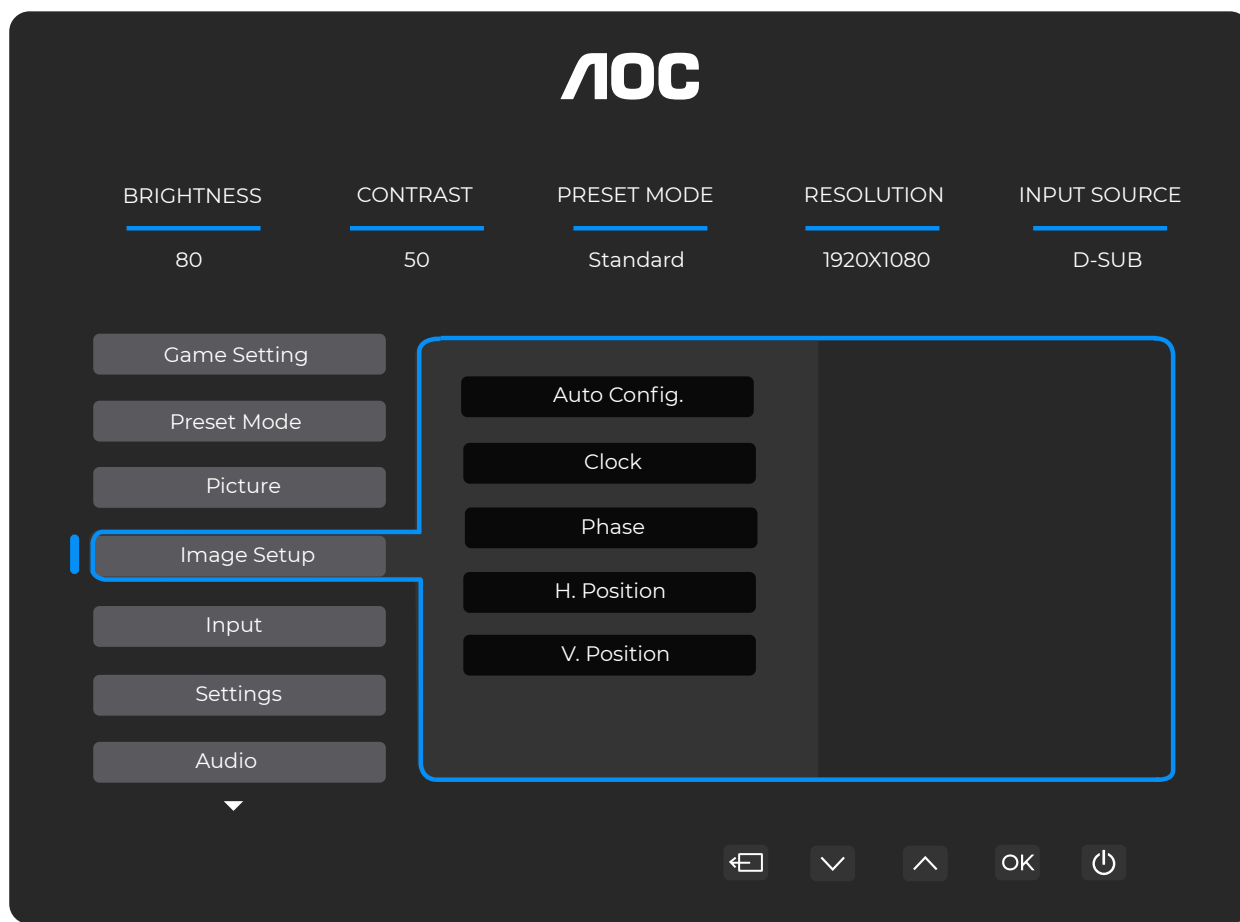 AOC
BRIGHTNESS CONTRAST PRESET MODE RESOLUTION INPUT SOURCE
80 50 Standard 1920X1080 D-SUB
Game Setting
Preset Mode
Picture
Image Setup
Input
Settings
Audio
Auto Config.
Clock
Phase
H. Position
V. Position
OK